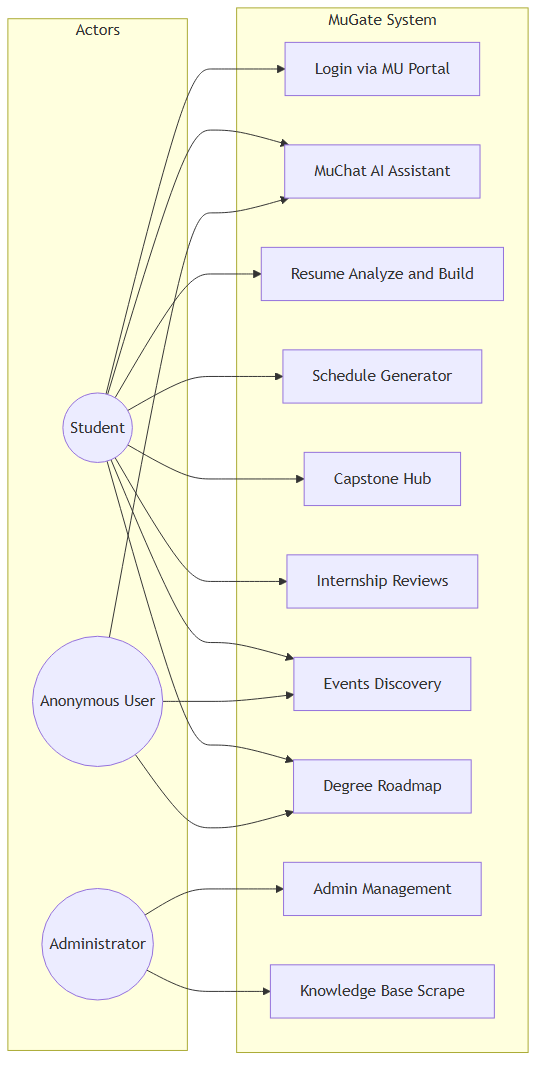 Actors
MuGate System
Login via MU Portal
MuChat AI Assistant
Resume Analyze and Build
Schedule Generator
Student
Capstone Hub
Internship Reviews
Events Discovery
Anonymous User
Degree Roadmap
Admin Management
Administrator
Knowledge Base Scrape